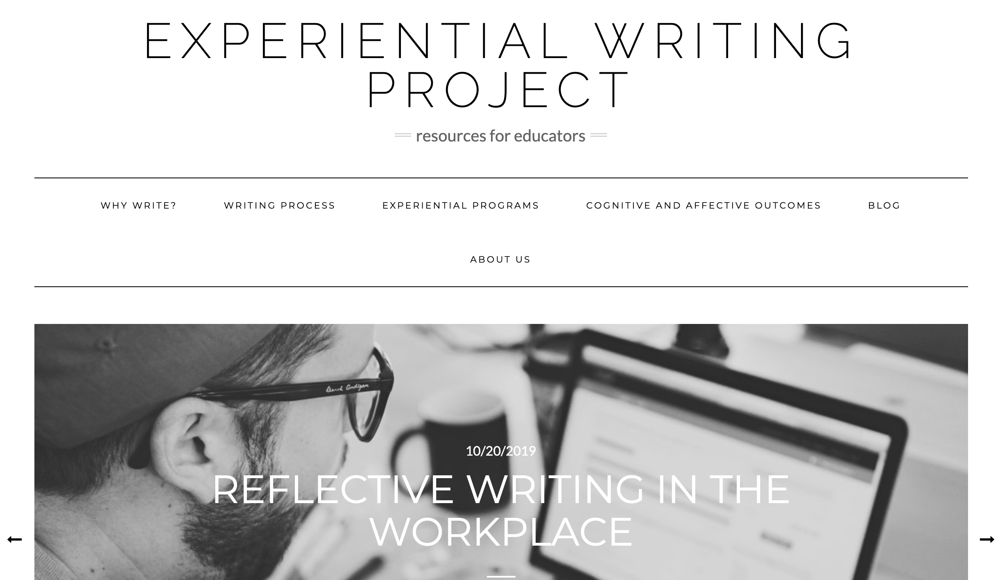 EXPERIENTIAL WRITING
PROJECT
resources for educators
WHY WRITE? WRITING PROCESS EXPERIENTIAL PROGRAMS COGNITIVE AND AFFECTIVE OUTCOMES BLOG
ABOUT US
10/20/2019
REFLECTIVE WRITING IN THE
WORKPLACE